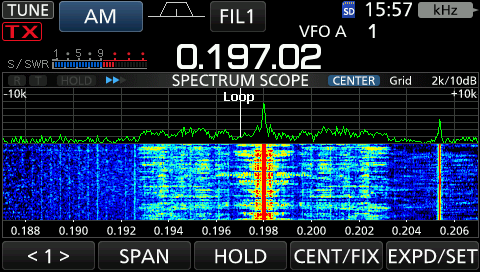 TUNE AM FIL1 SD 15:57 kHz
TX VFO A 1
0.197.02
1 5 9
S/SWR
R T HOLD SPECTRUM SCOPE CENTER Grid 2k/10dB
-10k Loop +10k
0.188 0.190 0.192 0.194 0.196 0.198 0.200 0.202 0.204 0.206
< 1 > SPAN HOLD CENT/FIX EXPD/SET